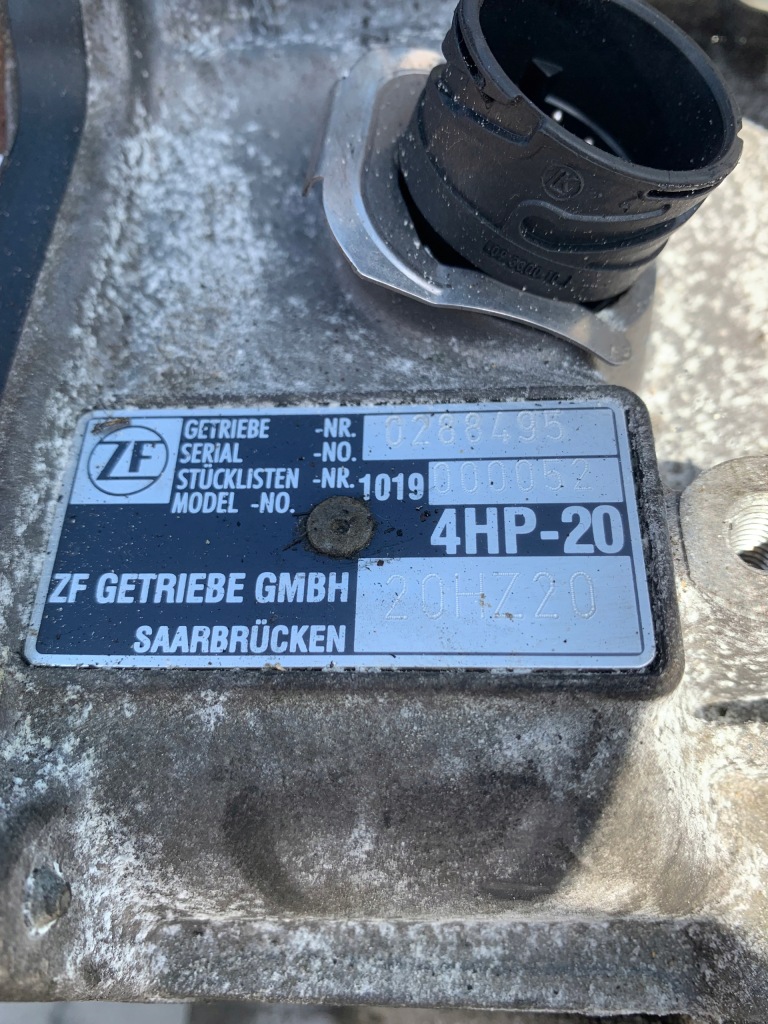 K
ZF
GETRIEBE -NR. 0288495
SERIAL -NO.
STÜCKLISTEN -NR. 1019 000052
MODEL -NO.
4HP-20
ZF GETRIEBE GMBH 20HZ20
SAARBRÜCKEN